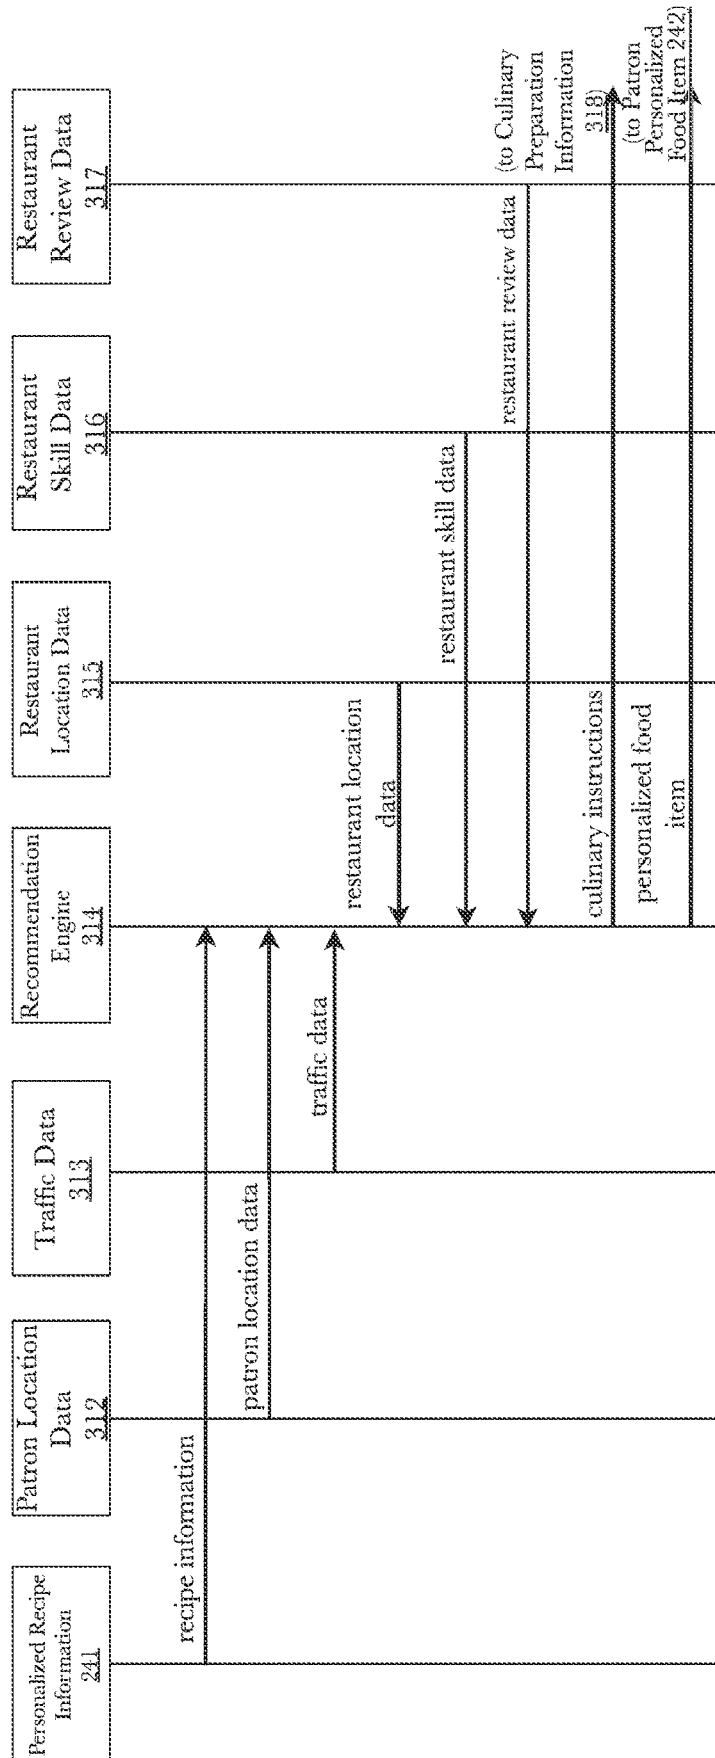 Personalized Recipe
Information
241
Patron Location
Data
312
Traffic Data
313
Recommendation
Engine
314
Restaurant
Location Data
315
Restaurant
Skill Data
316
Restaurant
Review Data
317
recipe information
patron location data
traffic data
restaurant location
data
restaurant skill data
restaurant review data
(to Culinary
Preparation
Information
318)
culinary instructions
(to Patron
Personalized
Food Item 242)
personalized food
item